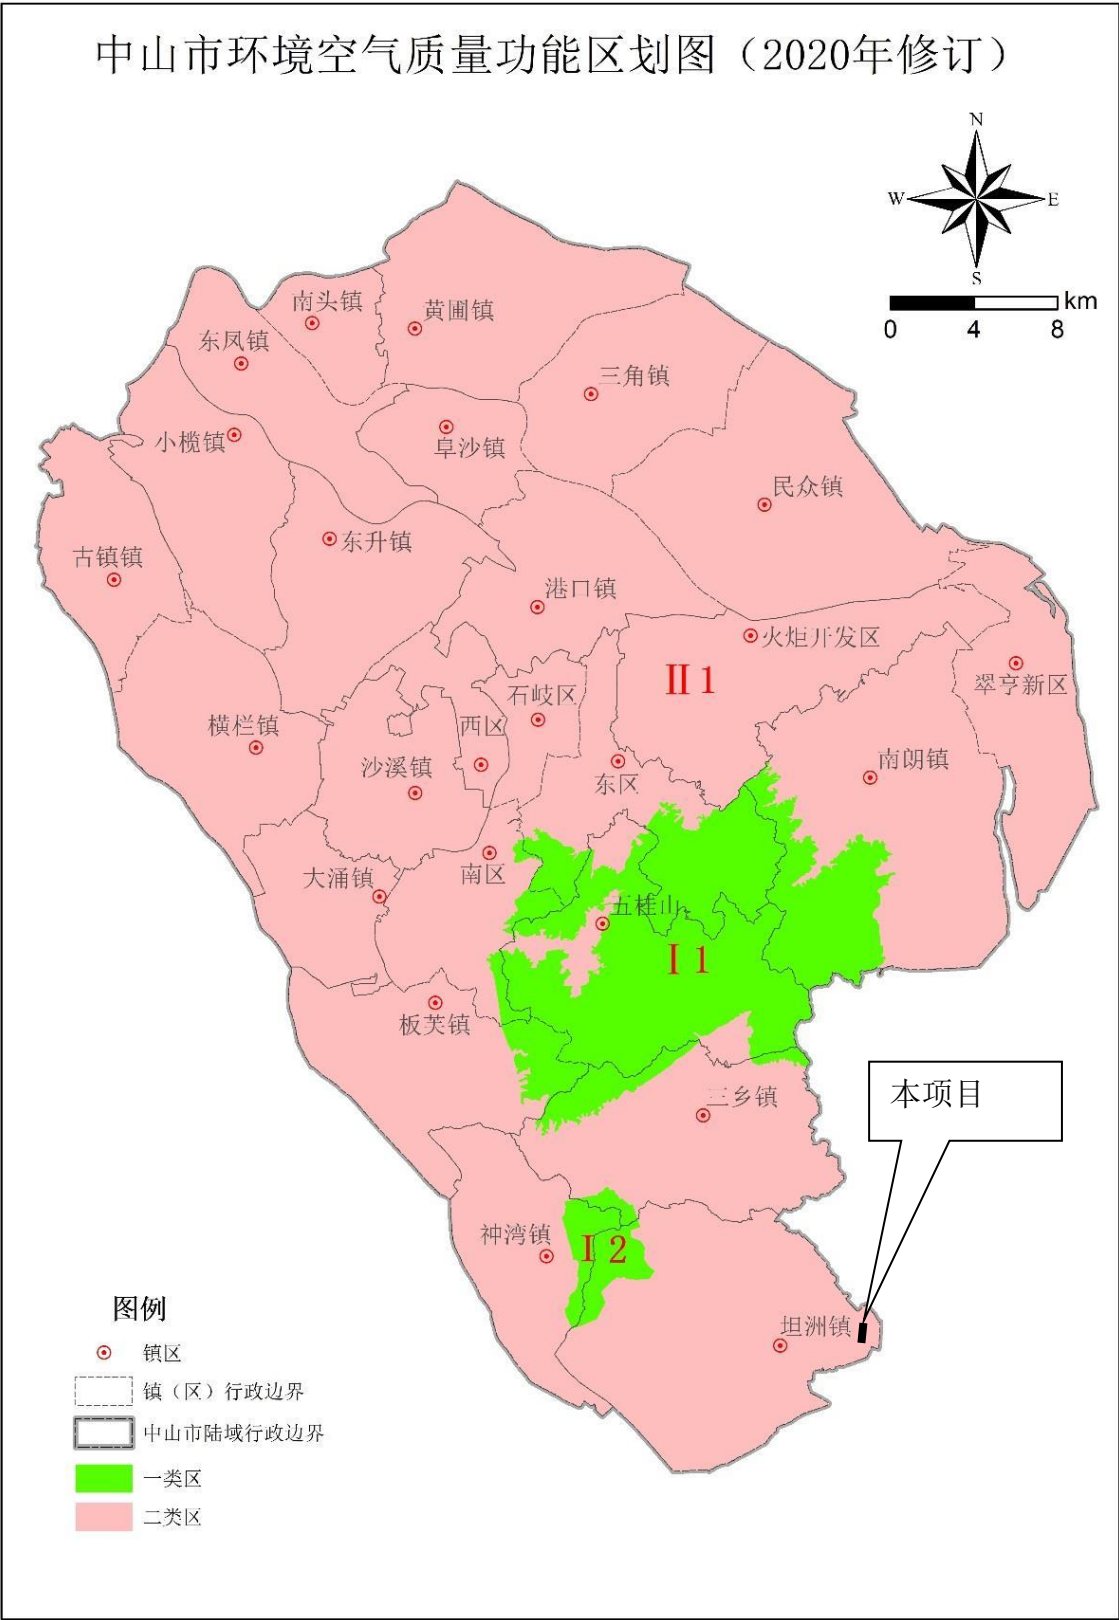 中山市环境空气质量功能区划图（2020年修订）
N
W
E
S
km
0 4 8
南头镇
黄圃镇
东凤镇
三角镇
小榄镇
阜沙镇
民众镇
东升镇
古镇镇
港口镇
火炬开发区
Ⅱ1
翠亨新区
石岐区
西区
横栏镇
沙溪镇
东区
南朗镇
南区
大涌镇
五桂山
Ⅰ1
板芙镇
三乡镇
本项目
神湾镇
Ⅰ2
坦洲镇
图例
镇区
镇（区）行政边界
中山市陆域行政边界
一类区
二类区